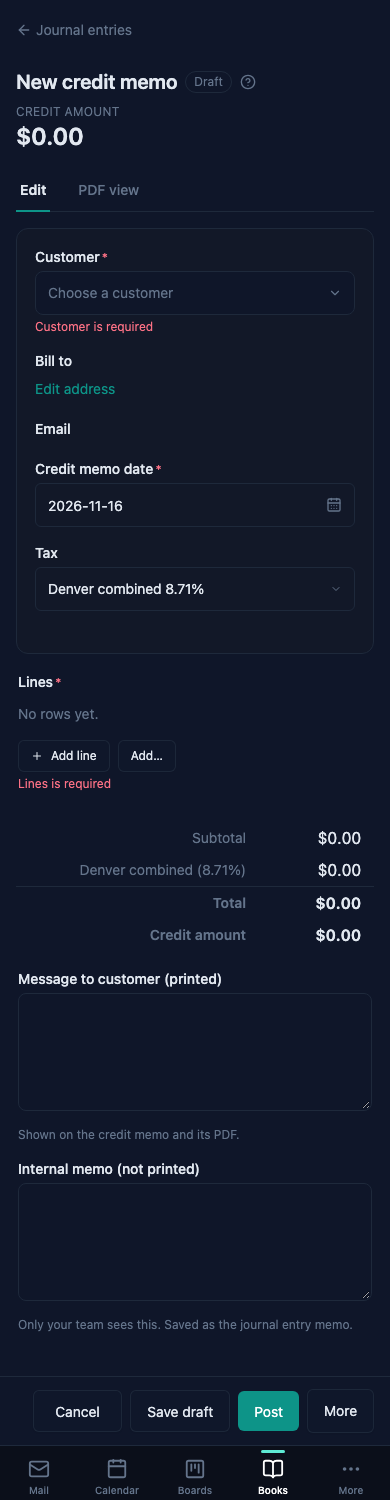 Journal entries
New credit memo Draft
CREDIT AMOUNT
$0.00
Edit PDF view
Customer*
Choose a customer
Customer is required
Bill to
Edit address
Email
Credit memo date*
2026-11-16
Tax
Denver combined 8.71%
Lines*
No rows yet.
+ Add line Add...
Lines is required
Subtotal $0.00
Denver combined (8.71%) $0.00
Total $0.00
Credit amount $0.00
Message to customer (printed)
Shown on the credit memo and its PDF.
Internal memo (not printed)
Only your team sees this. Saved as the journal entry memo.
Cancel Save draft Post More
Mail Calendar Boards Books More